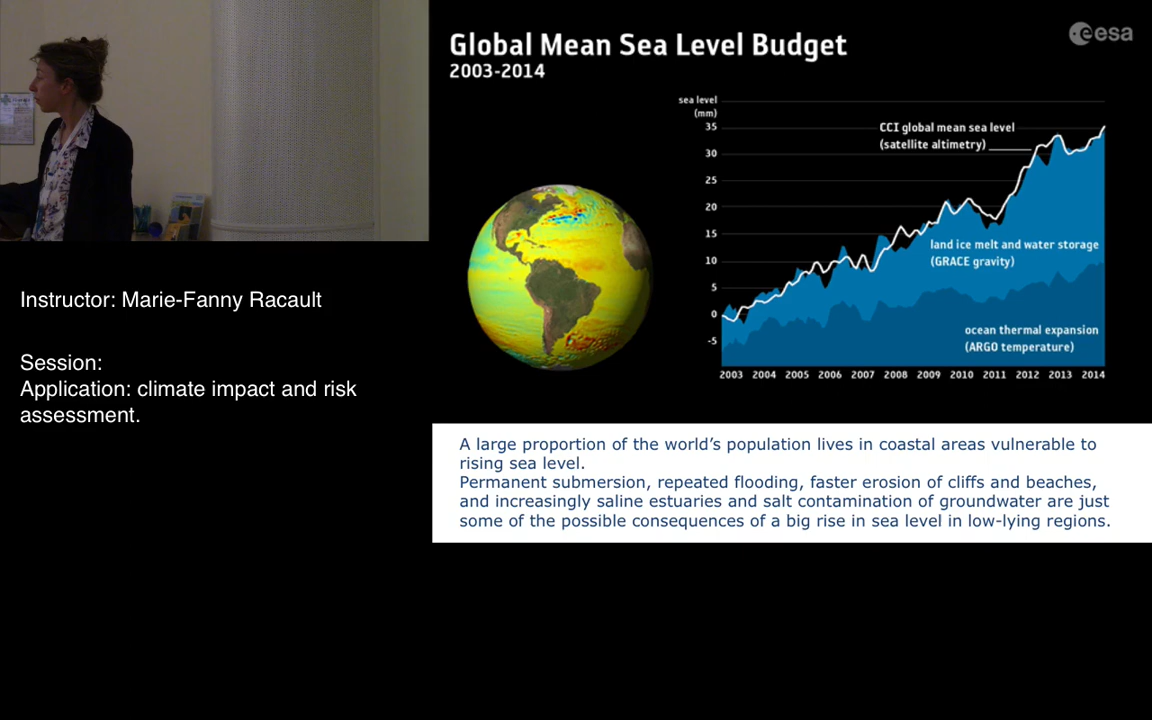 Global Mean Sea Level Budget
2003-2014
esa
sea level
(mm)
35
30
25
20
15
10
5
0
-5
CCI global mean sea level
(satellite altimetry)
land ice melt and water storage
(GRACE gravity)
ocean thermal expansion
(ARGO temperature)
2003 2004 2005 2006 2007 2008 2009 2010 2011 2012 2013 2014
Instructor: Marie-Fanny Racault
Session:
Application: climate impact and risk
assessment.
A large proportion of the world’s population lives in coastal areas vulnerable to
rising sea level.
Permanent submersion, repeated flooding, faster erosion of cliffs and beaches,
and increasingly saline estuaries and salt contamination of groundwater are just
some of the possible consequences of a big rise in sea level in low-lying regions.